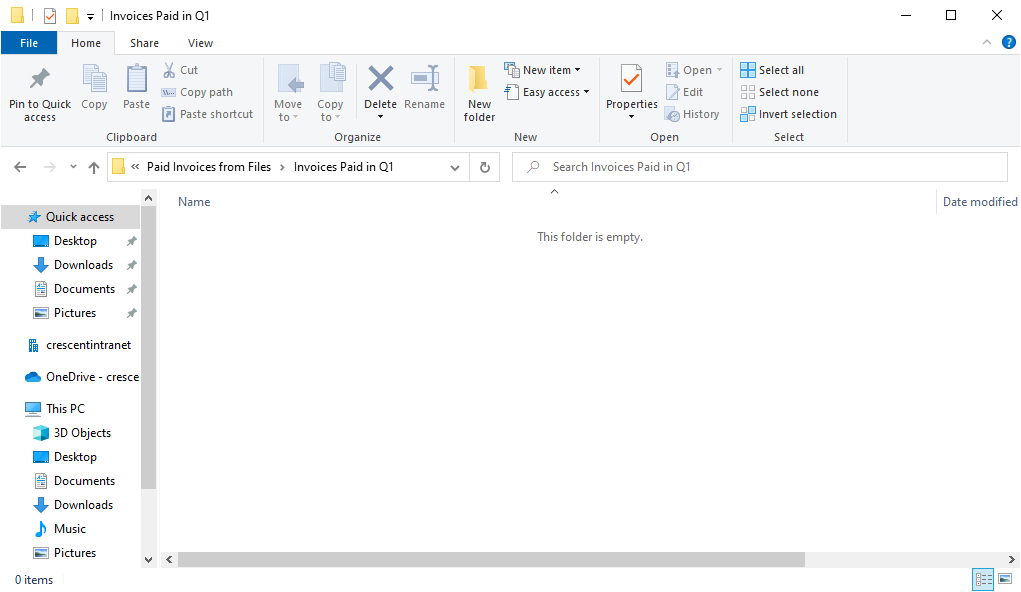 Invoices Paid in Q1
File Home Share View
Pin to Quick access
Copy
Paste
Cut
Copy path
Paste shortcut
Clipboard
Move to
Copy to
Delete
Rename
Organize
New folder
New item
Easy access
New
Properties
Open
Edit
History
Open
Select all
Select none
Invert selection
Select
« Paid Invoices from Files › Invoices Paid in Q1
Search Invoices Paid in Q1
Name Date modified
This folder is empty.
Quick access
Desktop
Downloads
Documents
Pictures
crescentintranet
OneDrive - cresce
This PC
3D Objects
Desktop
Documents
Downloads
Music
Pictures
0 items